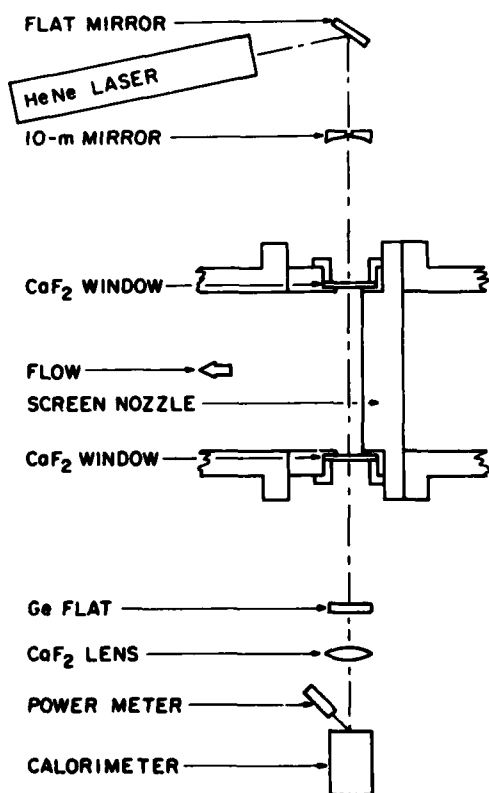 FLAT MIRROR
HeNe LASER
10-m MIRROR
CaF2 WINDOW
FLOW
SCREEN NOZZLE
CaF2 WINDOW
Ge FLAT
CaF2 LENS
POWER METER
CALORIMETER